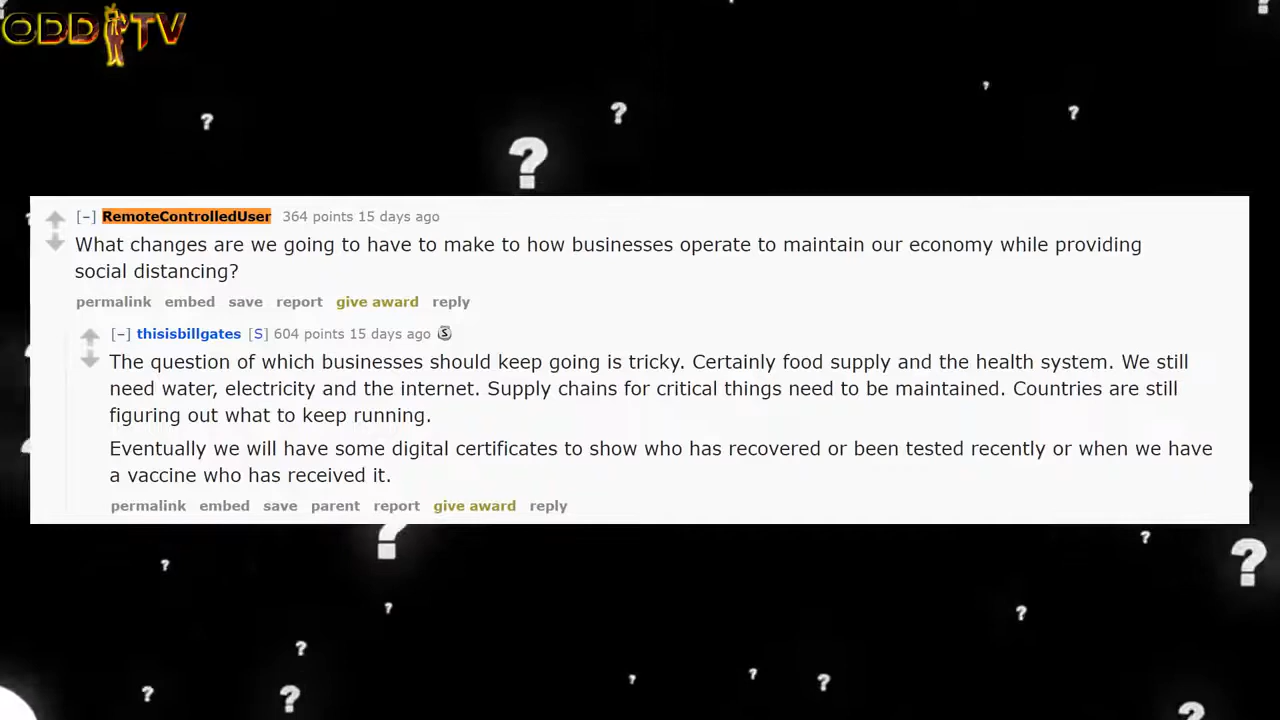 ODD TV
[–] RemoteControlledUser 364 points 15 days ago
What changes are we going to have to make to how businesses operate to maintain our economy while providing
social distancing?
permalink embed save report give award reply
[–] thisisbillgates [S] 604 points 15 days ago S
The question of which businesses should keep going is tricky. Certainly food supply and the health system. We still
need water, electricity and the internet. Supply chains for critical things need to be maintained. Countries are still
figuring out what to keep running.
Eventually we will have some digital certificates to show who has recovered or been tested recently or when we have
a vaccine who has received it.
permalink embed save parent report give award reply